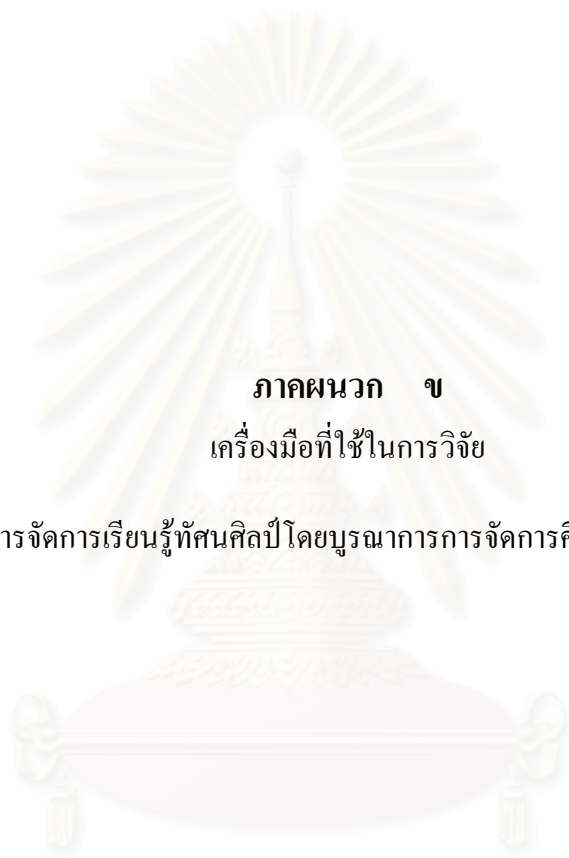 ภาคผนวก ข
เครื่องมือที่ใช้ในการวิจัย
ารจัดการเรียนรู้ทัศนศิลป์โดยบูรณาการการจัดการ